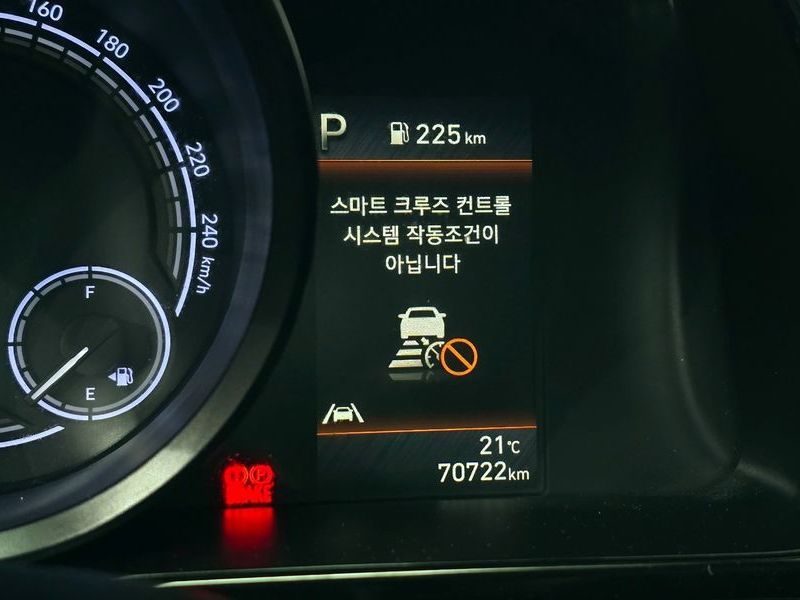 160
180
200
220
240
km/h
F
E
P
225 km
스마트 크루즈 컨트롤
시스템 작동조건이
아닙니다
21°C
70722km